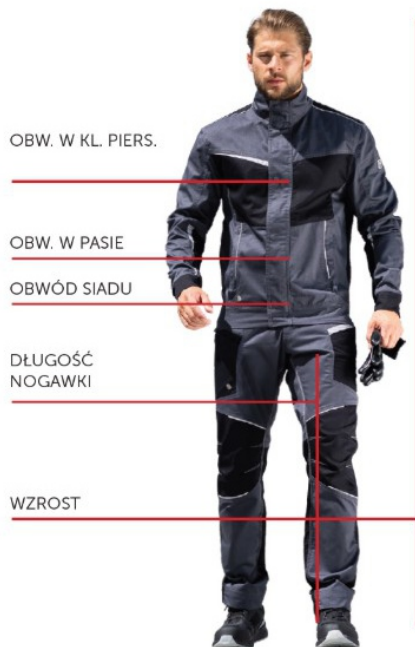 OBW. W KL. PIERS.
OBW. W PASIE
OBWÓD SIADU
DŁUGOŚĆ
NOGAWKI
WZROST